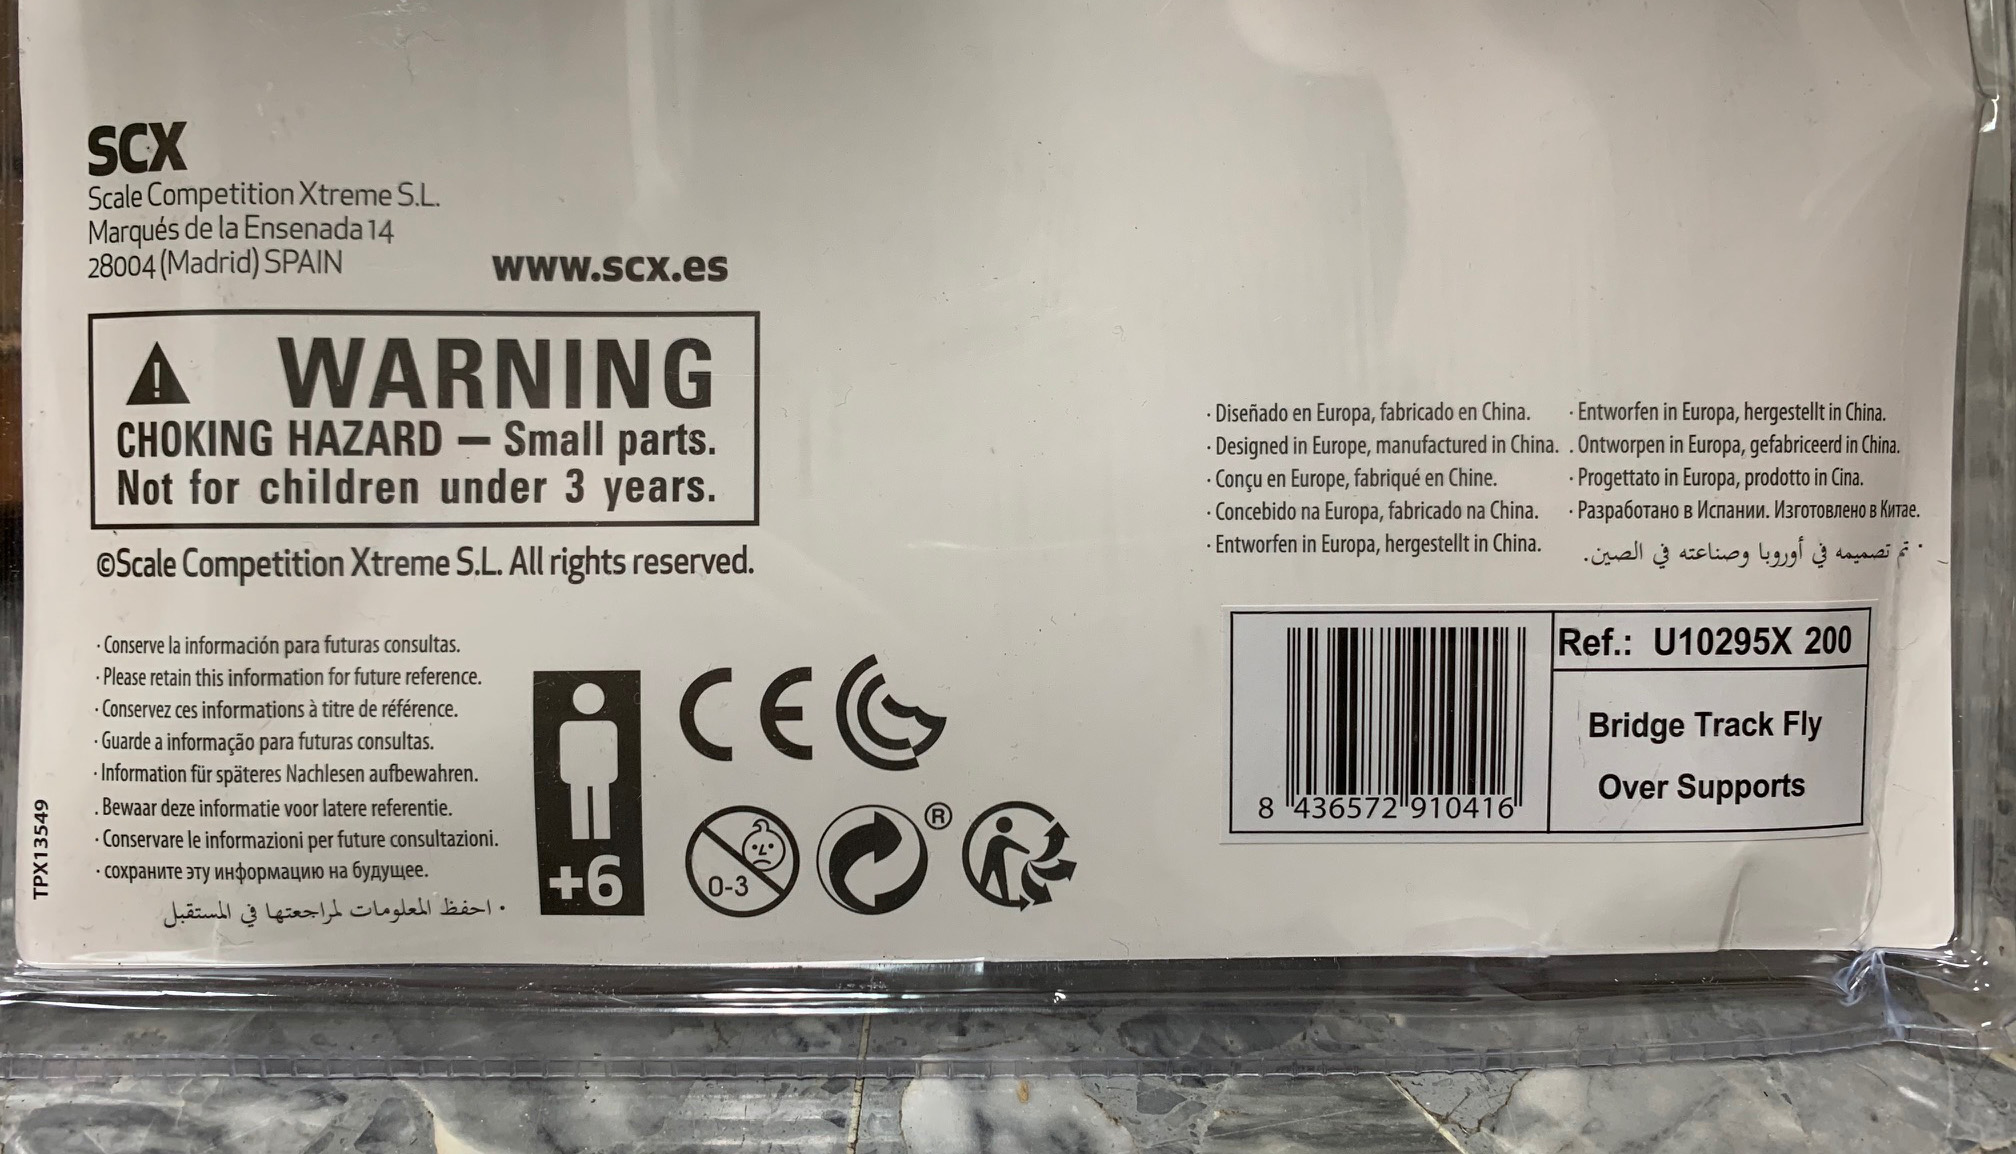 SCX
Scale Competition Xtreme S.L.
Marqués de la Ensenada 14
28004 (Madrid) SPAIN
www.scx.es
WARNING
CHOKING HAZARD — Small parts.
Not for children under 3 years.
©Scale Competition Xtreme S.L. All rights reserved.
· Conserve la información para futuras consultas.
· Please retain this information for future reference.
· Conservez ces informations à titre de référence.
· Guarde a informação para futuras consultas.
· Information für späteres Nachlesen aufbewahren.
. Bewaar deze informatie voor latere referentie.
· Conservare le informazioni per future consultazioni.
· сохраните эту информацию на будущее.
· احفظ المعلومات لمراجعتها في المستقبل
TPX13549
+6
CE
0-3
®
· Diseñado en Europa, fabricado en China.
· Designed in Europe, manufactured in China.
· Conçu en Europe, fabriqué en Chine.
· Concebido na Europa, fabricado na China.
· Entworfen in Europa, hergestellt in China.
· Entworfen in Europa, hergestellt in China.
. Ontworpen in Europa, gefabriceerd in China.
· Progettato in Europa, prodotto in Cina.
· Разработано в Испании. Изготовлено в Китае.
· تم تصميمه في أوروبا وصناعته في الصين.
8 436572 910416
Ref.: U10295X 200
Bridge Track Fly
Over Supports